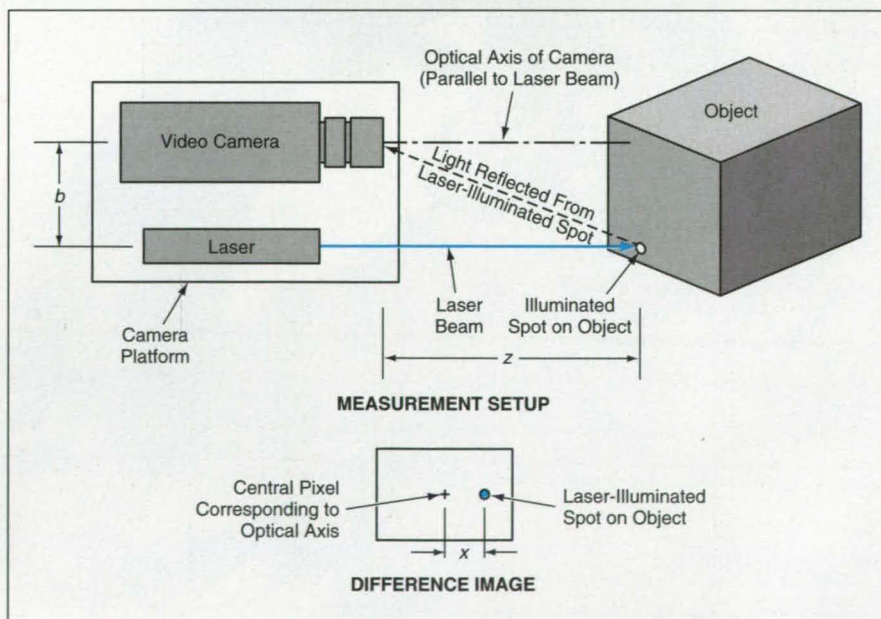 Optical Axis of Camera
(Parallel to Laser Beam)
Object
Video Camera
Light Reflected From
Laser-Illuminated Spot
b
Laser
Laser
Beam
Illuminated
Spot on Object
Camera
Platform
z
MEASUREMENT SETUP
Central Pixel
Corresponding to
Optical Axis
Laser-Illuminated
Spot on Object
x
DIFFERENCE IMAGE